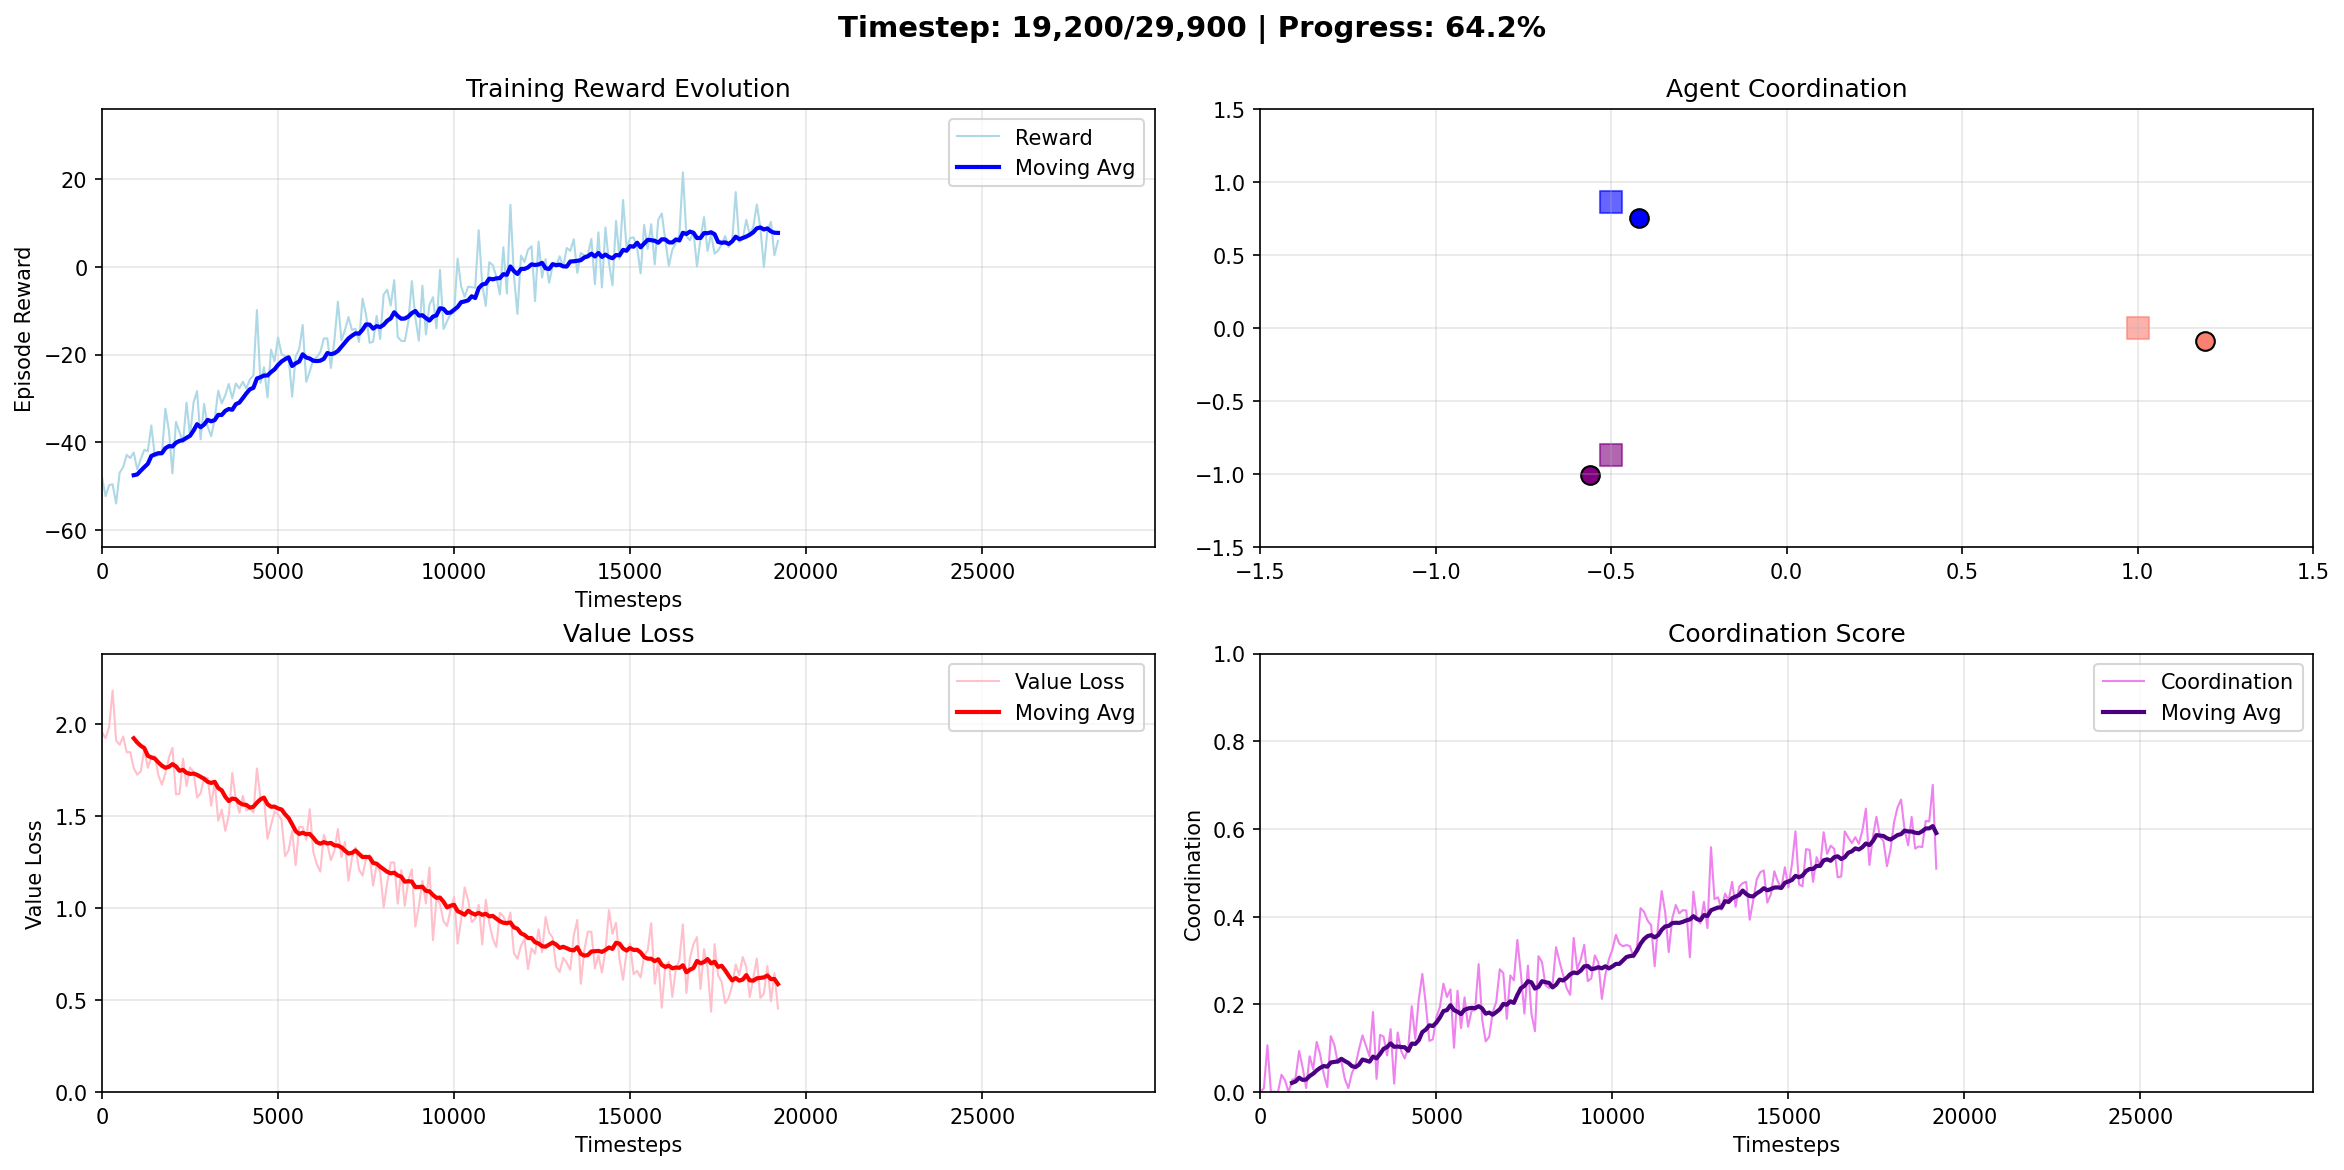 Timestep: 19,200/29,900 | Progress: 64.2%
Training Reward Evolution
Episode Reward
20
0
−20
−40
−60
Reward
Moving Avg
0
5000
10000
15000
20000
25000
Timesteps
Agent Coordination
1.5
1.0
0.5
0.0
−0.5
−1.0
−1.5
−1.5
−1.0
−0.5
0.0
0.5
1.0
1.5
Value Loss
Value Loss
2.0
1.5
1.0
0.5
0.0
Value Loss
Moving Avg
0
5000
10000
15000
20000
25000
Timesteps
Coordination Score
Coordination
1.0
0.8
0.6
0.4
0.2
0.0
Coordination
Moving Avg
0
5000
10000
15000
20000
25000
Timesteps